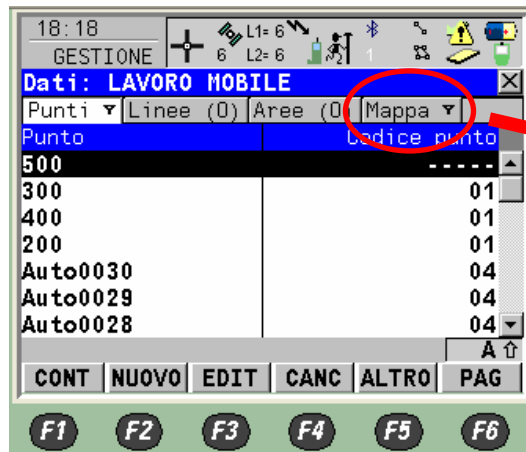 18:18
GESTIONE
6
L1= 6
L2= 6
1
Dati: LAVORO MOBILE
Punti Linee (0) Aree (0) Mappa
Punto Codice punto
500 -----
300 01
400 01
200 01
Auto0030 04
Auto0029 04
Auto0028 04
A
CONT NUOVO EDIT CANC ALTRO PAG
F1 F2 F3 F4 F5 F6